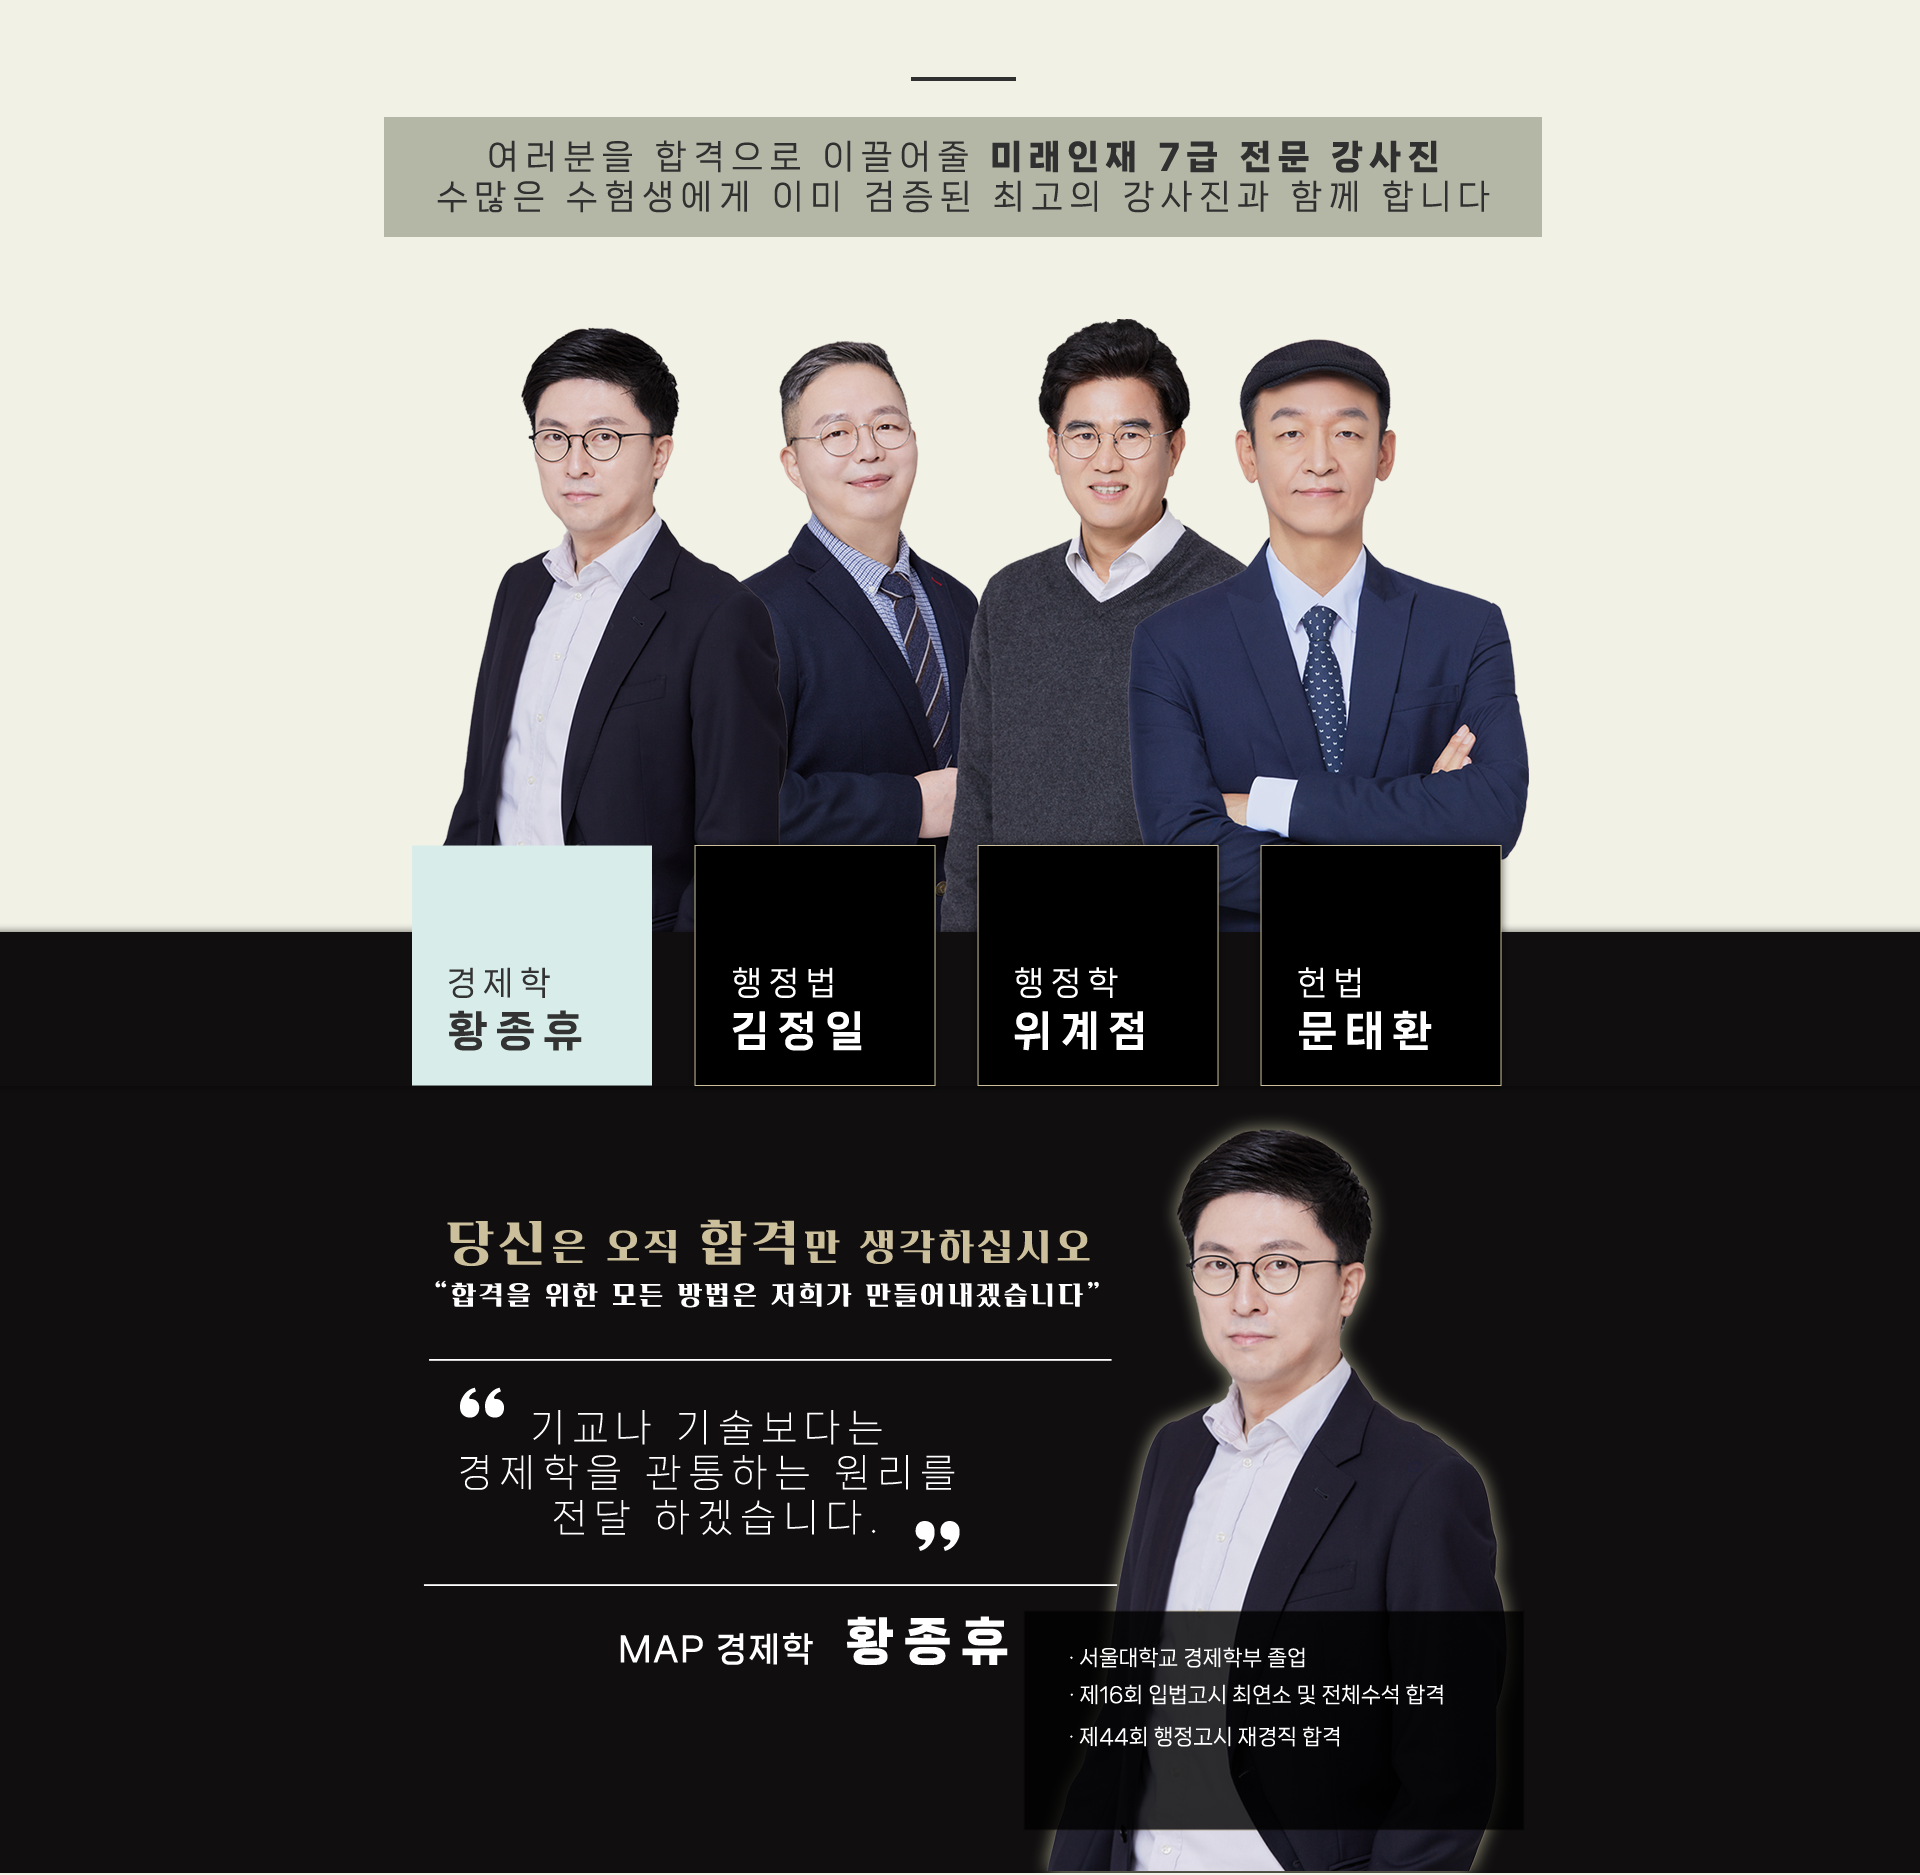 여러분을 합격으로 이끌어줄 미래인재 7급 전문 강사진
수많은 수험생에게 이미 검증된 최고의 강사진과 함께 합니다
경제학
황종휴
행정법
김정일
행정학
위계점
헌법
문태환
당신은 오직 합격만 생각하십시오
“합격을 위한 모든 방법은 저희가 만들어내겠습니다”
“ 기교나 기술보다는
경제학을 관통하는 원리를
전달 하겠습니다. ”
MAP 경제학 황종휴
· 서울대학교 경제학부 졸업
· 제16회 입법고시 최연소 및 전체수석 합격
· 제44회 행정고시 재경직 합격